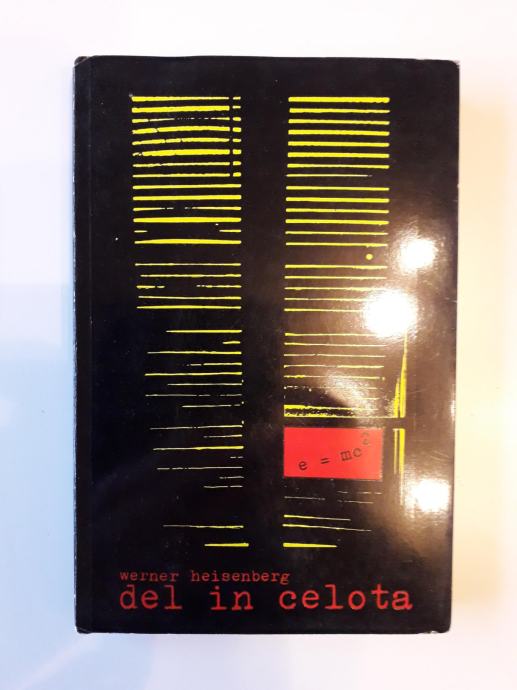 e = mc²
werner heisenberg
del in celota